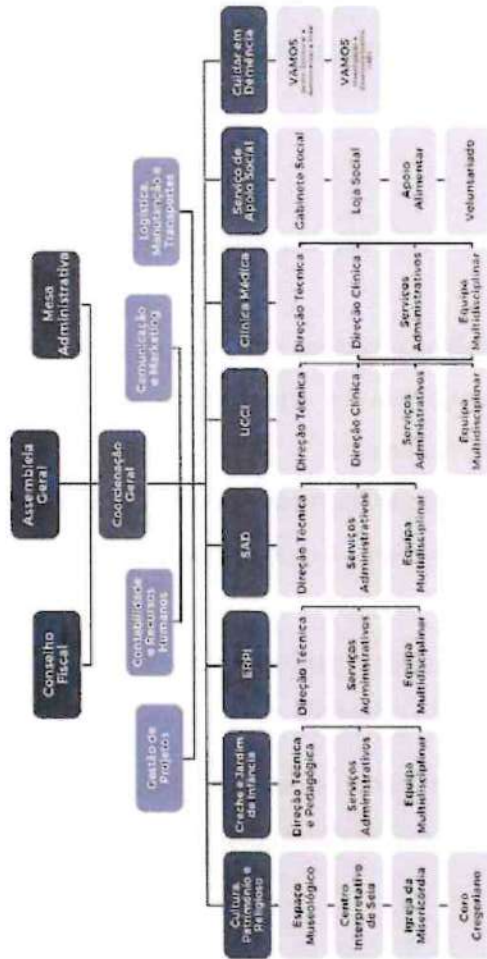 Assembleia
Geral
Conselho
Fiscal
Mesa
Administrativa
Coordenação
Geral
Gestão de
Projetos
Contabilidade
e Recursos
Humanos
Comunicação
e Marketing
Logística,
Manutenção e
Transportes
Cultura,
Património e
Religioso
Espaço
Museológico
Centro
Interpretativo
de Seia
Igreja da
Misericórdia
Coro
Gregoriano
Creche e Jardim
de Infância
Direção Técnica
e Pedagógica
Serviços
Administrativos
Equipa
Multidisciplinar
ERPI
Direção Técnica
Serviços
Administrativos
Equipa
Multidisciplinar
SAD
Direção Técnica
Serviços
Administrativos
Equipa
Multidisciplinar
UCCI
Direção Técnica
Direção Clínica
Serviços
Administrativos
Equipa
Multidisciplinar
Clínica Médica
Direção Técnica
Direção Clínica
Serviços
Administrativos
Equipa
Multidisciplinar
Serviço de
Apoio Social
Gabinete Social
Loja Social
Apoio
Alimentar
Voluntariado
Cuidar em
Demência
VAMOS
VAMOS